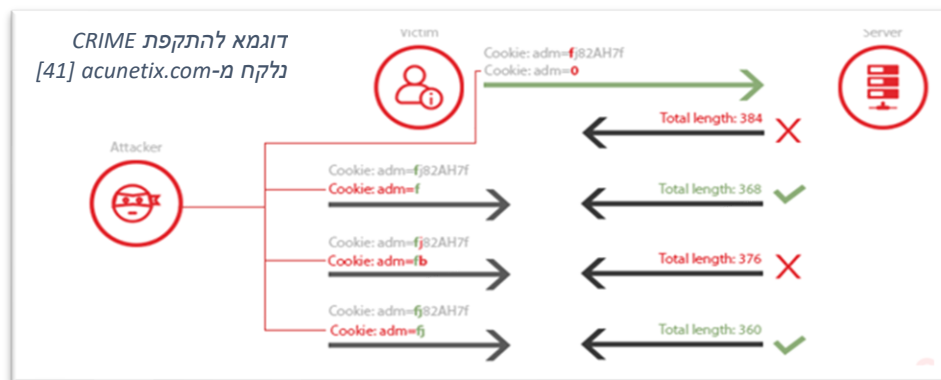 דוגמא להתקפת CRIME
נלקח מ-acunetix.com [41]
Victim
Server
Cookie: adm=fj82AH7f
Cookie: adm=0
Total length: 384
Attacker
Cookie: adm=fj82AH7f
Cookie: adm=f
Total length: 368
Cookie: adm=fj82AH7f
Cookie: adm=fb
Total length: 376
Cookie: adm=fj82AH7f
Cookie: adm=fj
Total length: 360